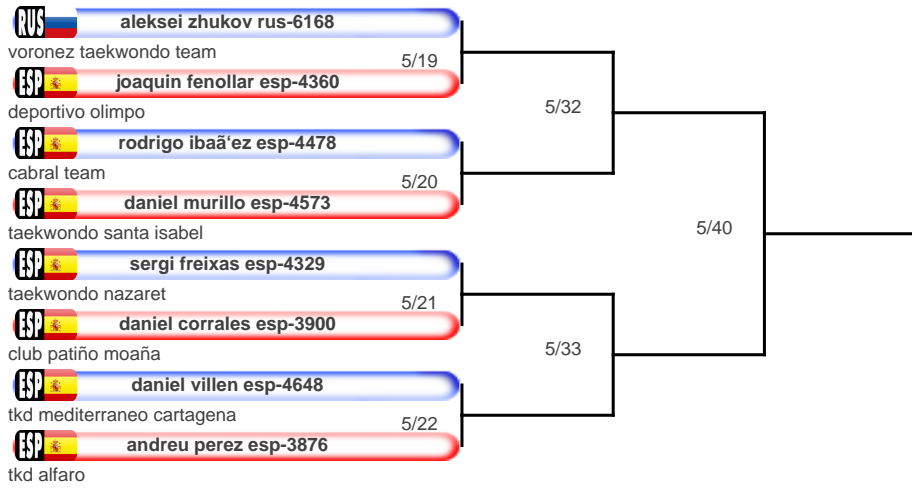 RUS aleksei zhukov rus-6168
voronez taekwondo team
5/19
ESP joaquin fenollar esp-4360
deportivo olimpo
5/32
ESP rodrigo ibaã‘ez esp-4478
cabral team
5/20
ESP daniel murillo esp-4573
taekwondo santa isabel
5/40
ESP sergi freixas esp-4329
taekwondo nazaret
5/21
ESP daniel corrales esp-3900
club patiño moaña
5/33
ESP daniel villen esp-4648
tkd mediterraneo cartagena
5/22
ESP andreu perez esp-3876
tkd alfaro